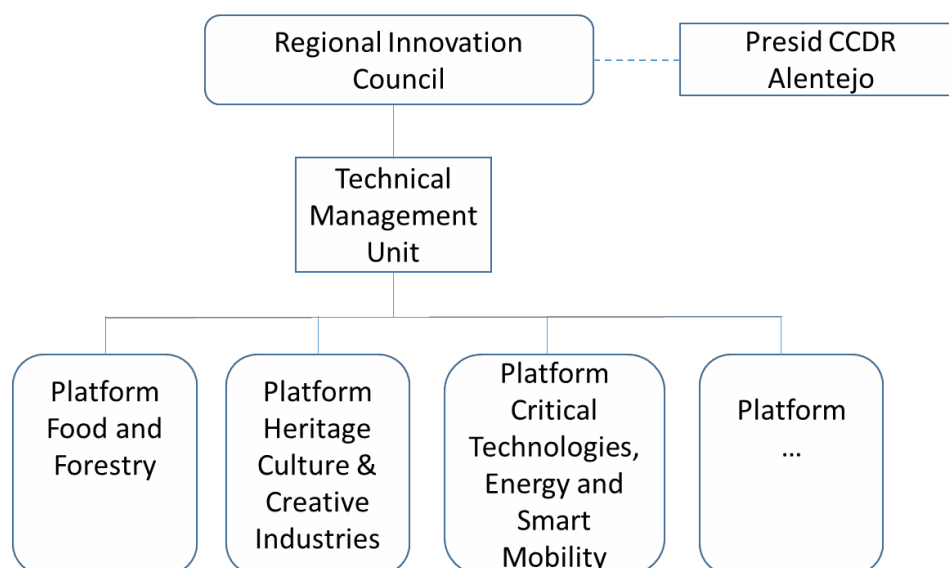 Regional Innovation
Council
Presid CCDR
Alentejo
Technical
Management
Unit
Platform
Food and
Forestry
Platform
Heritage
Culture &
Creative
Industries
Platform
Critical
Technologies,
Energy and
Smart
Mobility
Platform
...